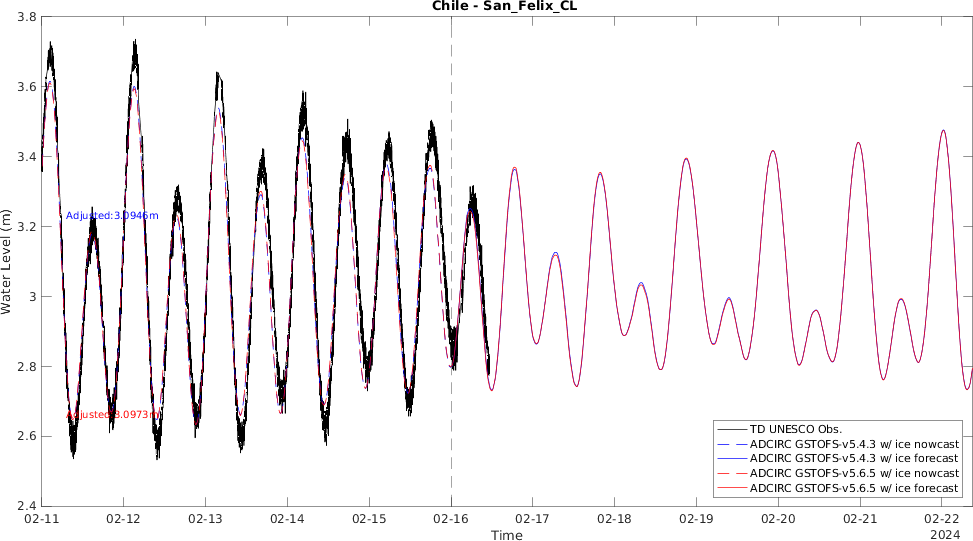 Chile - San_Felix_CL
Water Level (m)
3.8
3.6
3.4
3.2
3
2.8
2.6
2.4
Adjusted:3.0946m
Adjusted:3.0973m
TD UNESCO Obs.
ADCIRC GSTOFS-v5.4.3 w/ ice nowcast
ADCIRC GSTOFS-v5.4.3 w/ ice forecast
ADCIRC GSTOFS-v5.6.5 w/ ice nowcast
ADCIRC GSTOFS-v5.6.5 w/ ice forecast
02-11 02-12 02-13 02-14 02-15 02-16 02-17 02-18 02-19 02-20 02-21 02-22
2024
Time